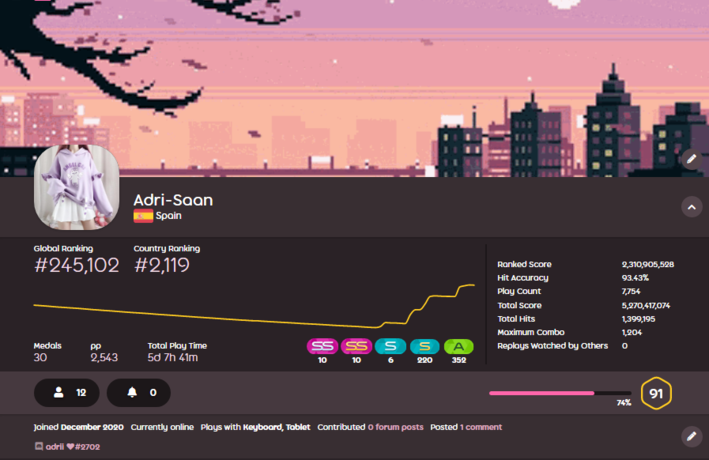 Adri-Saan
Spain
Global Ranking Country Ranking
#245,102 #2,119
Medals pp Total Play Time
30 2,543 5d 7h 41m
SS SS S S A
10 10 6 220 352
Ranked Score 2,310,905,528
Hit Accuracy 93.43%
Play Count 7,754
Total Score 5,270,417,074
Total Hits 1,399,195
Maximum Combo 1,204
Replays Watched by Others 0
12 0
74% 91
Joined December 2020 Currently online Plays with Keyboard, Tablet Contributed 0 forum posts Posted 1 comment
adrii ❤#2702